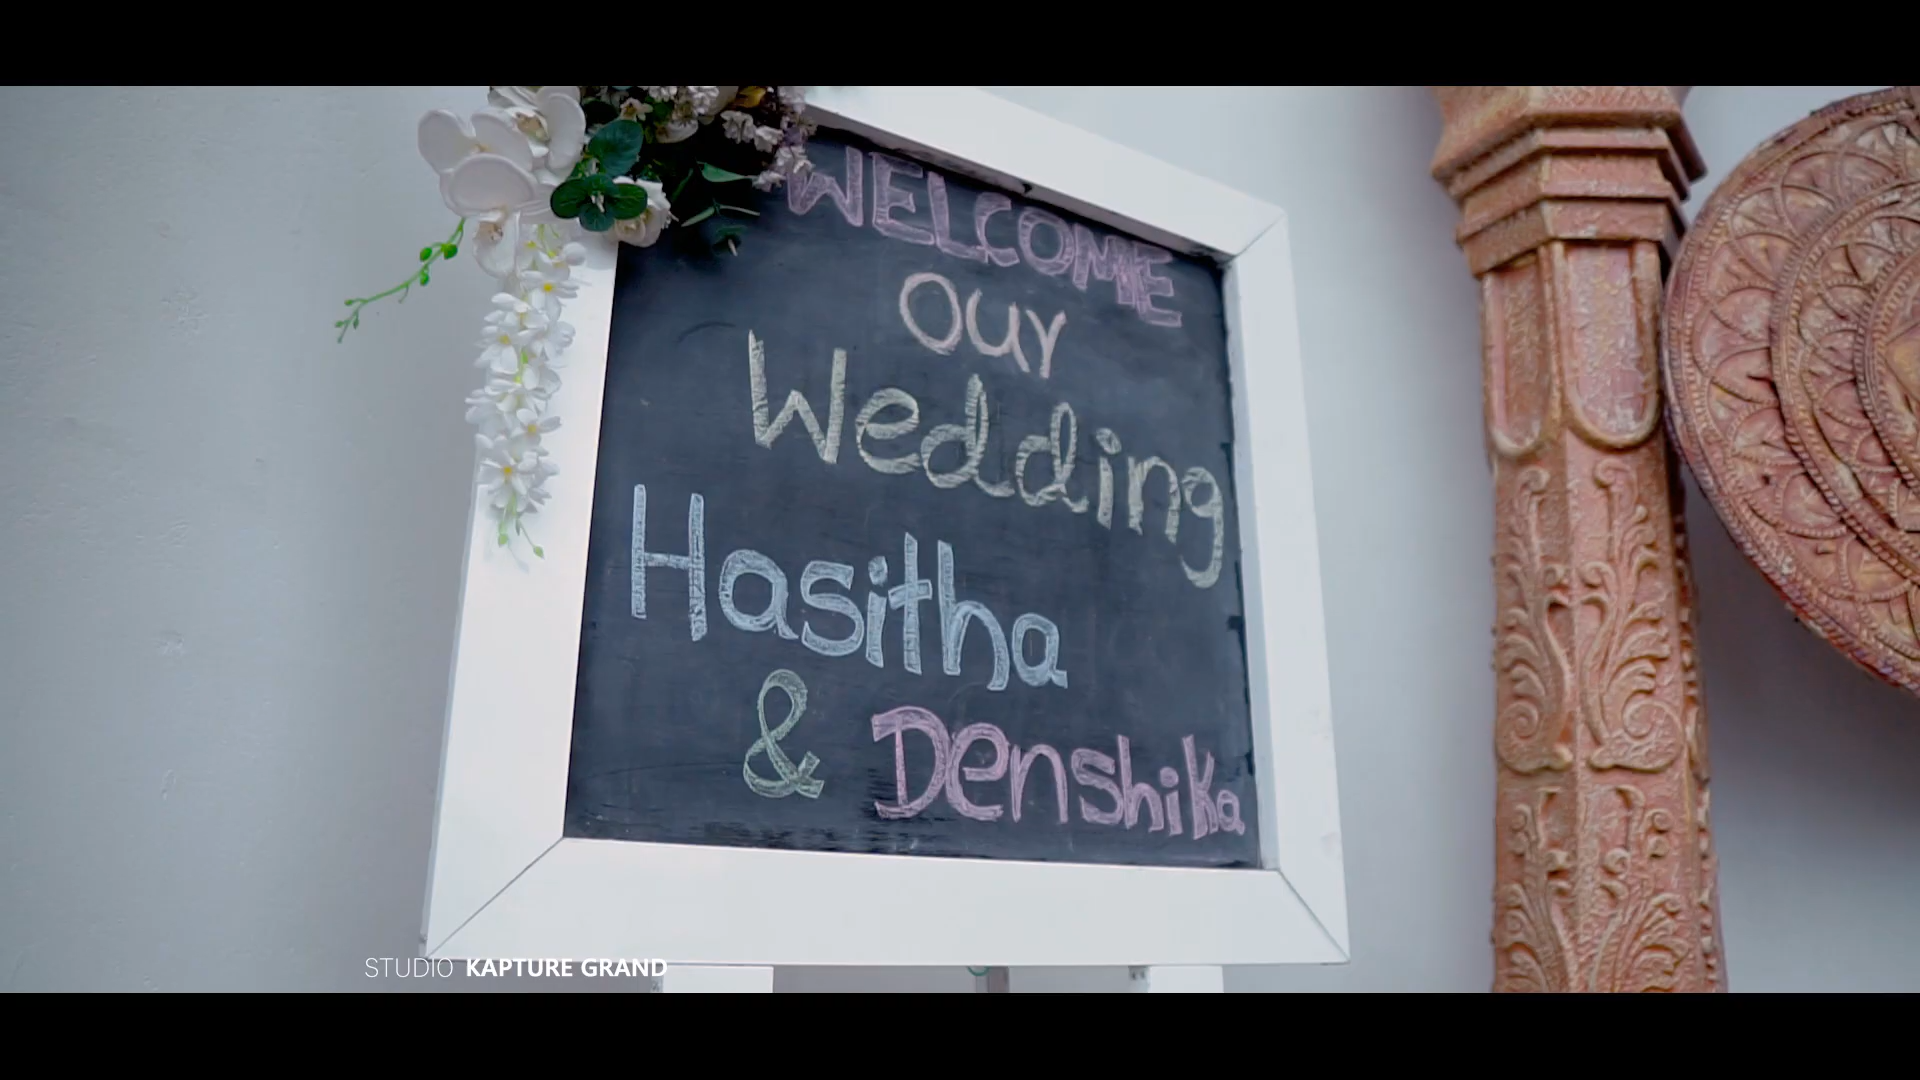 WELCOME
our
Wedding
Hasitha
& Denshika
STUDIO KAPTURE GRAND